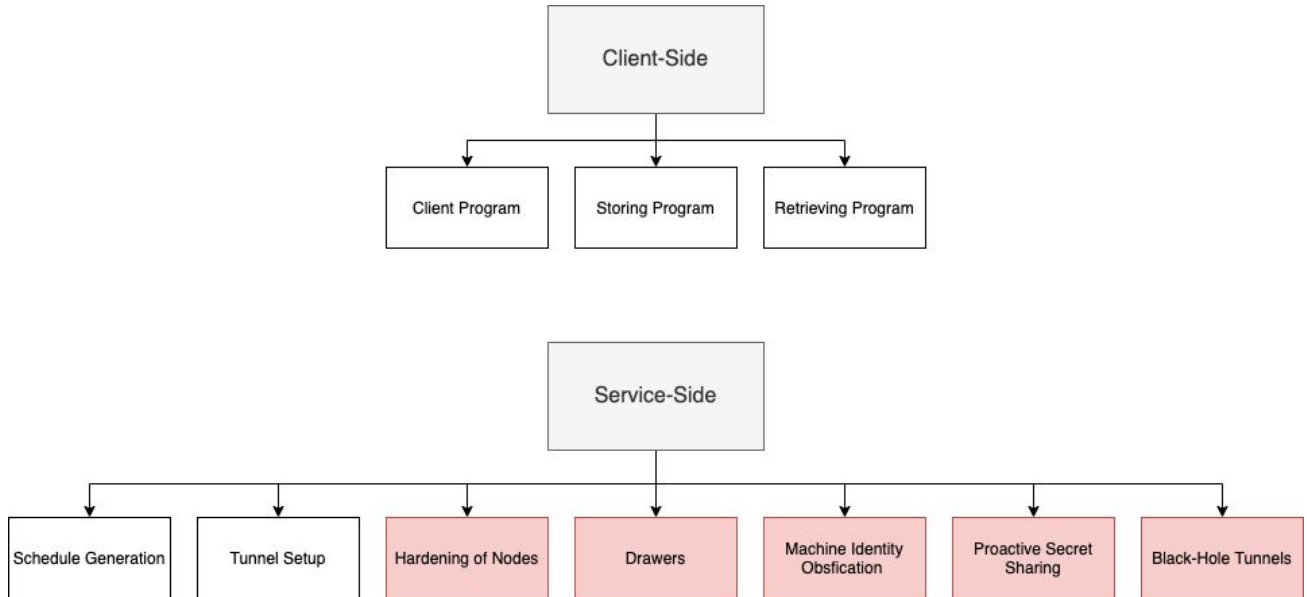 Client-Side
Client Program
Storing Program
Retrieving Program
Service-Side
Schedule Generation
Tunnel Setup
Hardening of Nodes
Drawers
Machine Identity
Obsfication
Proactive Secret
Sharing
Black-Hole Tunnels